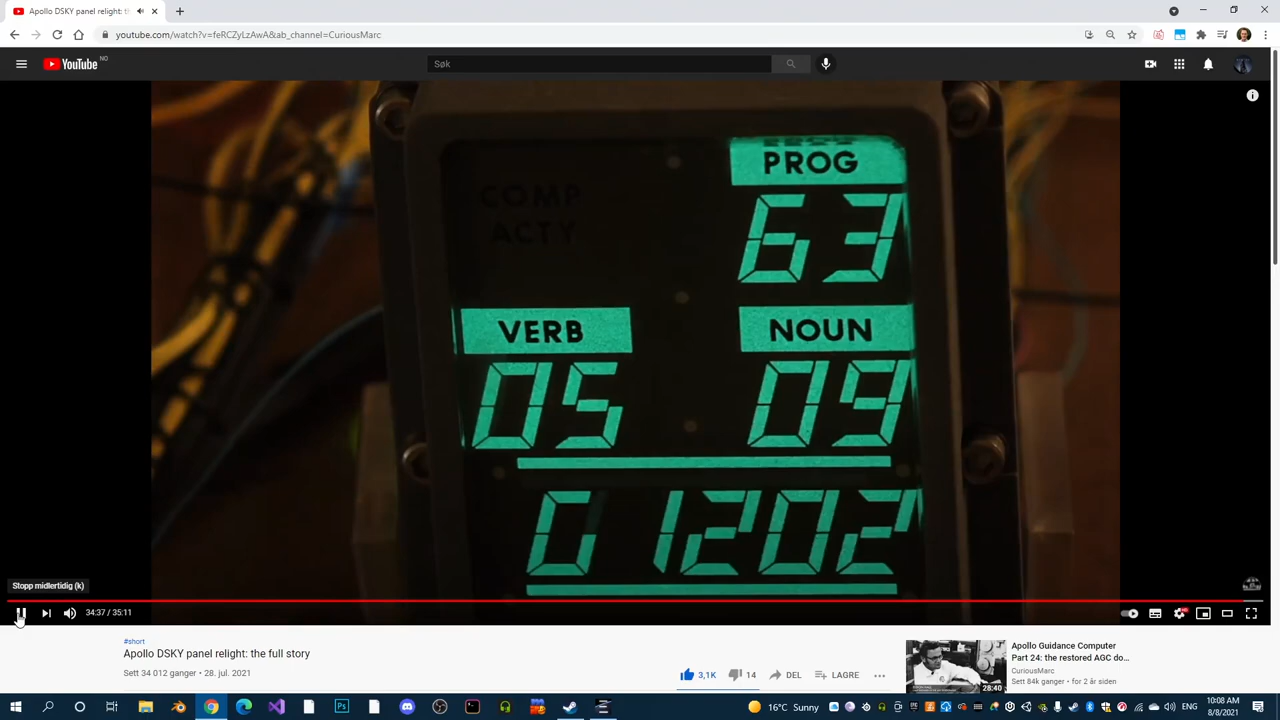 Apollo DSKY panel relight: t
youtube.com/watch?v=feRCZyLzAwA&ab_channel=CuriousMarc
YouTube NO
Søk
PROG
COMP
ACTY
63
VERB
NOUN
05
09
01202
Stopp midlertidig (k)
34:37 / 35:11
#short
Apollo DSKY panel relight: the full story
Sett 34 012 ganger • 28. jul. 2021
3,1K
14
DEL
LAGRE
28:40
Apollo Guidance Computer
Part 24: the restored AGC do...
CuriousMarc
Sett 84k ganger • for 2 år siden
16°C Sunny
ENG
10:08 AM
8/8/2021